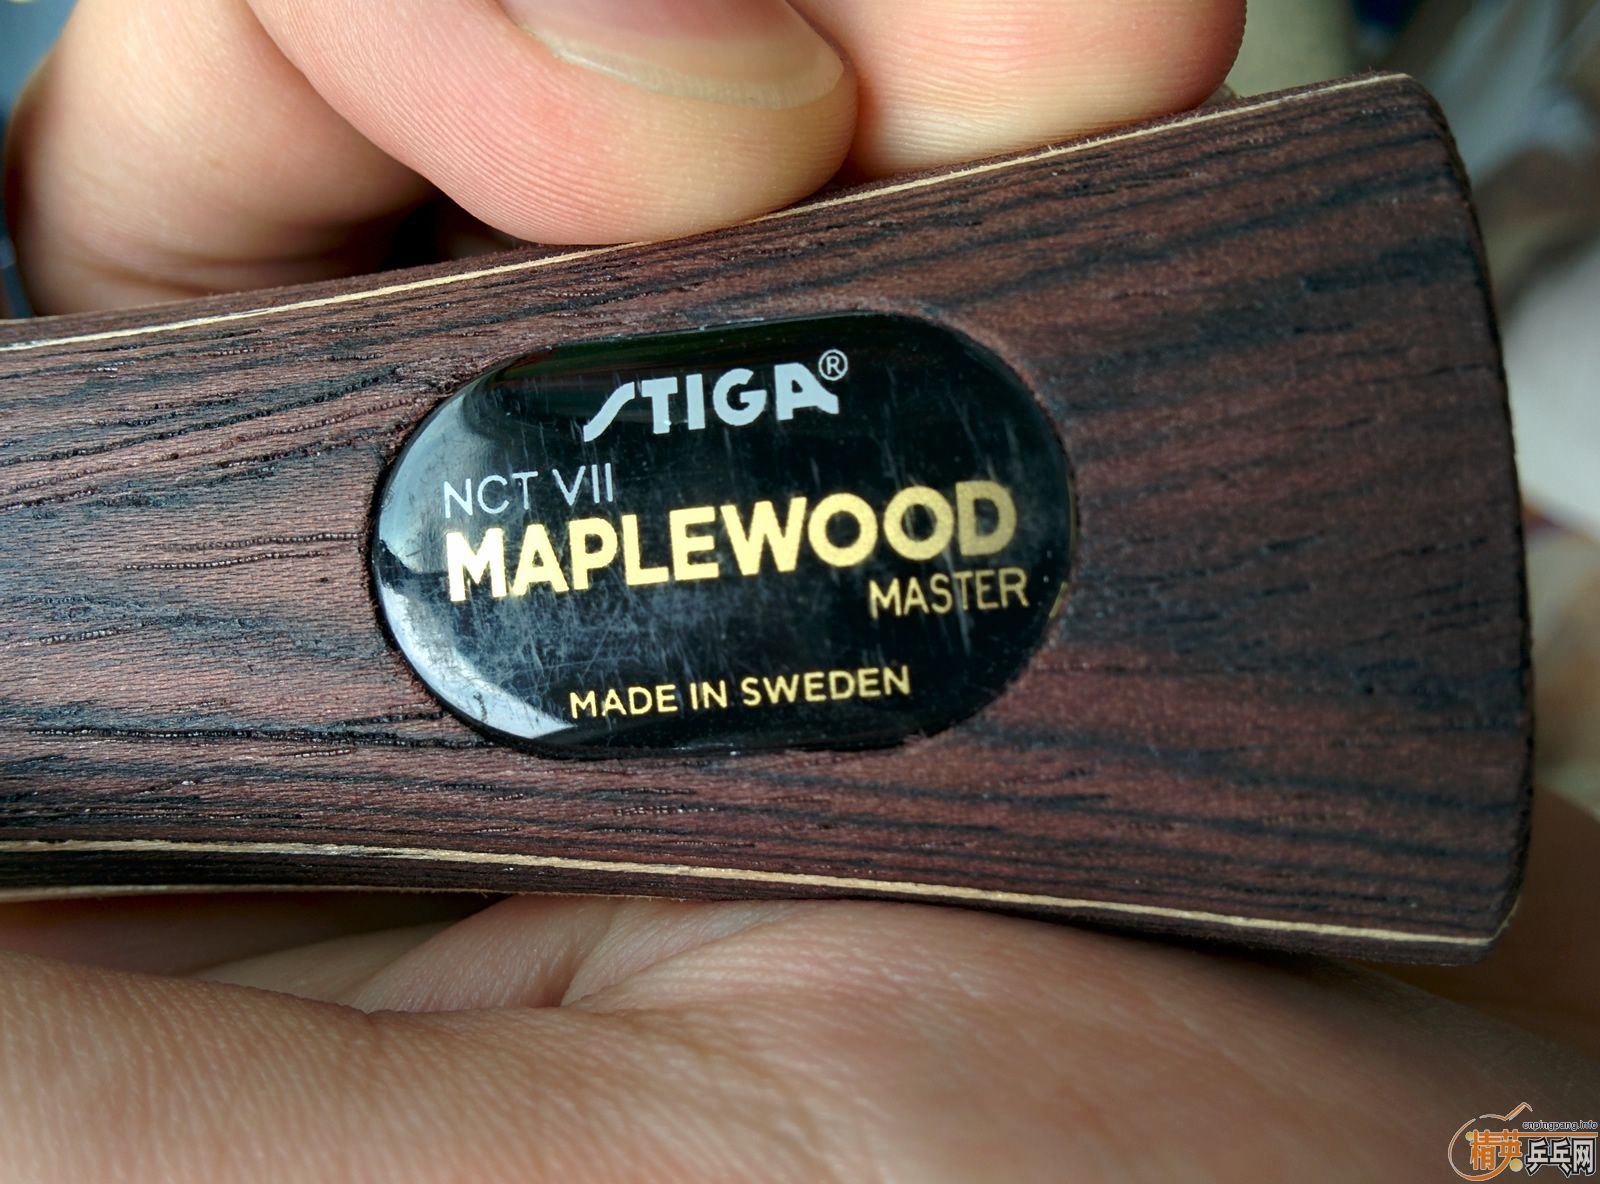 STIGA®
NCT VII
MAPLEWOOD
MASTER
MADE IN SWEDEN
cnpingpang.info
精英乒乓网